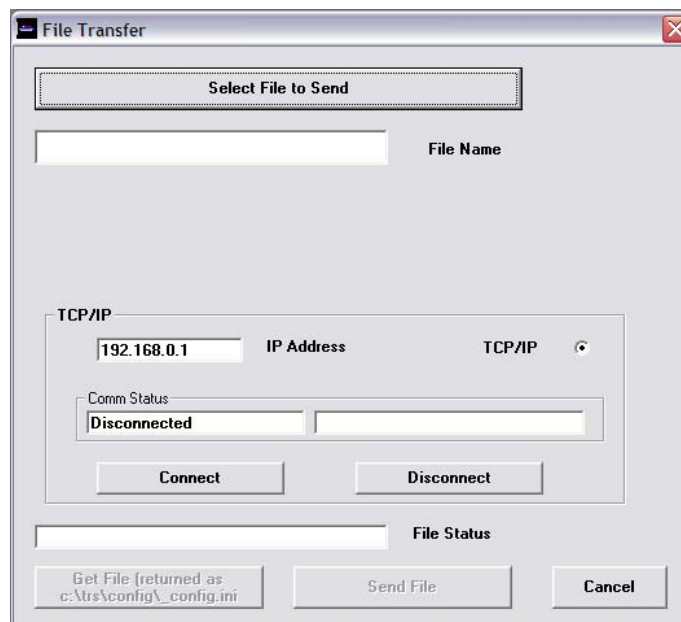 File Transfer
Select File to Send
File Name
TCP/IP
192.168.0.1 IP Address TCP/IP
Comm Status
Disconnected
Connect Disconnect
File Status
Get File (returned as
c:\trs\config\_config.ini
Send File
Cancel